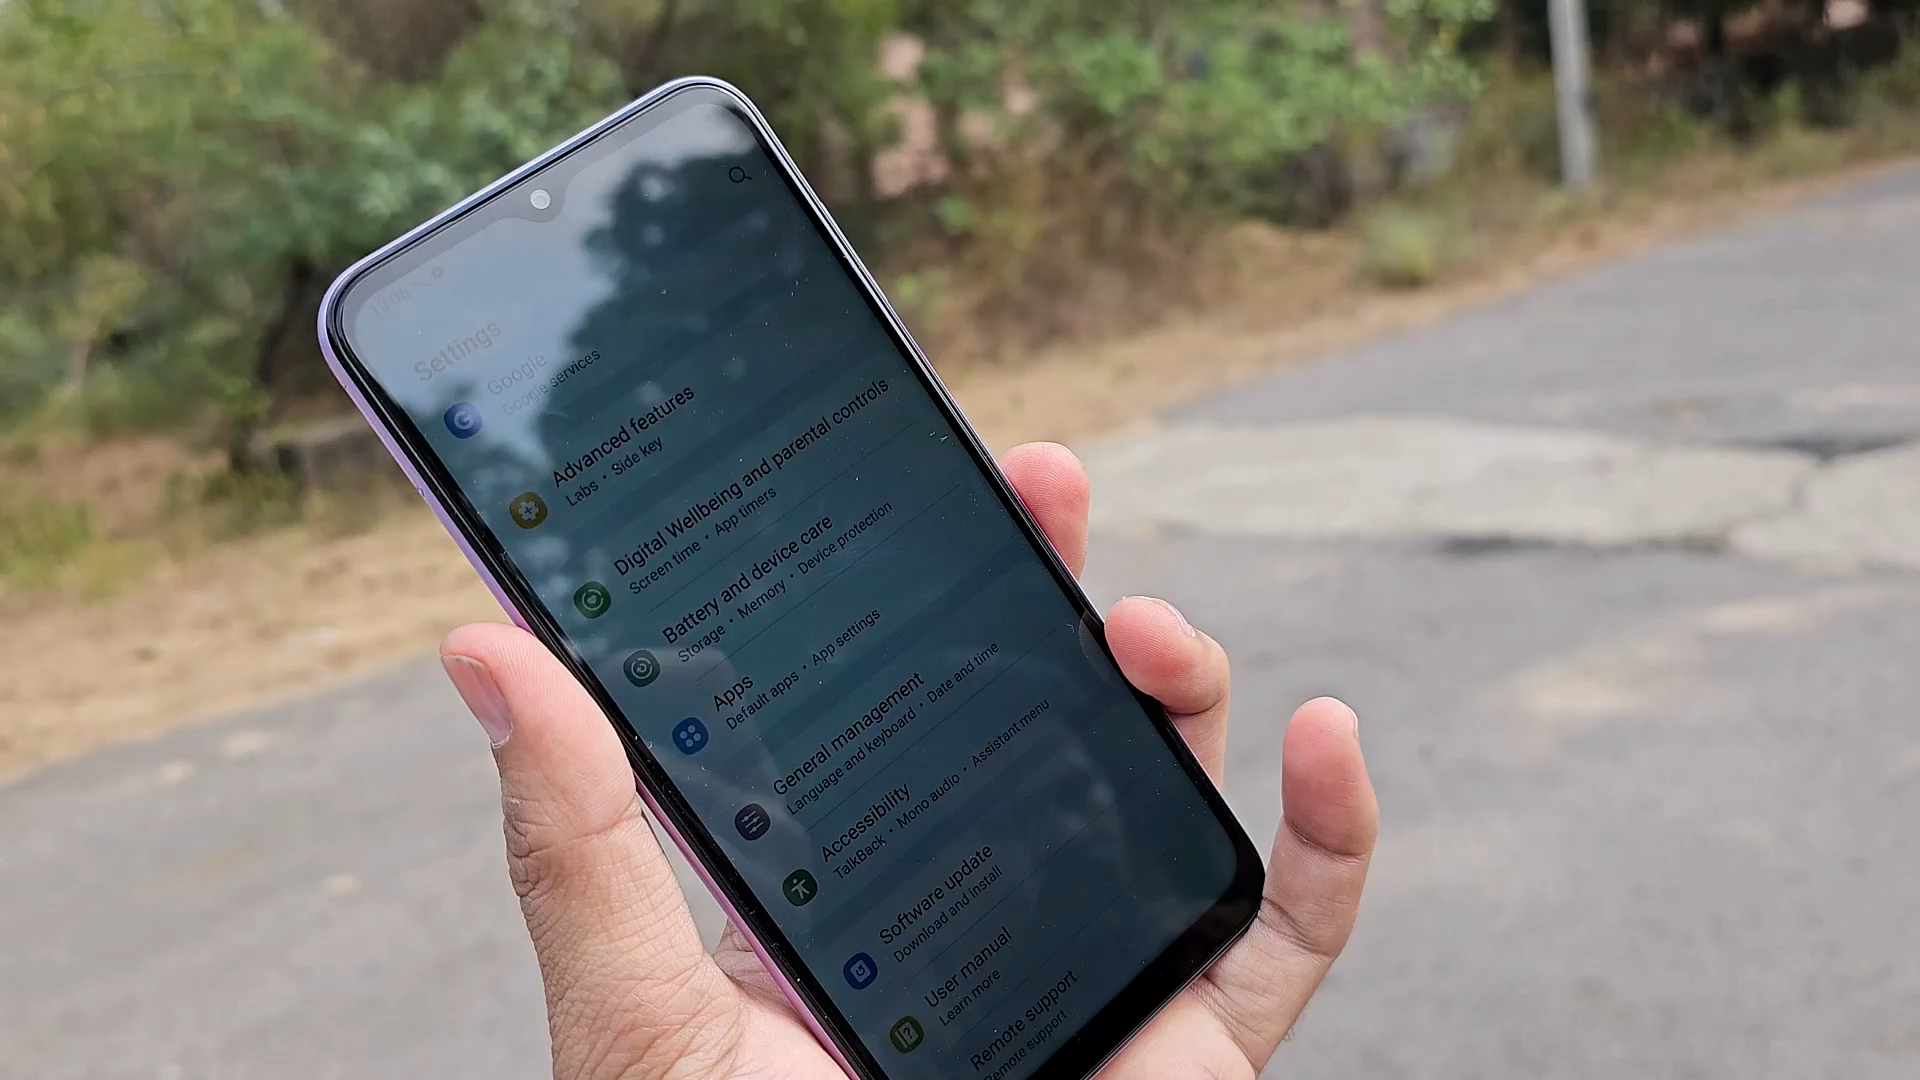 10:00
Settings
Google
Google services
Advanced features
Labs • Side key
Digital Wellbeing and parental controls
Screen time • App timers
Battery and device care
Storage • Memory • Device protection
Apps
Default apps • App settings
General management
Language and keyboard • Date and time
Accessibility
TalkBack • Mono audio • Assistant menu
Software update
Download and install
User manual
Learn more
Remote support
Remote support